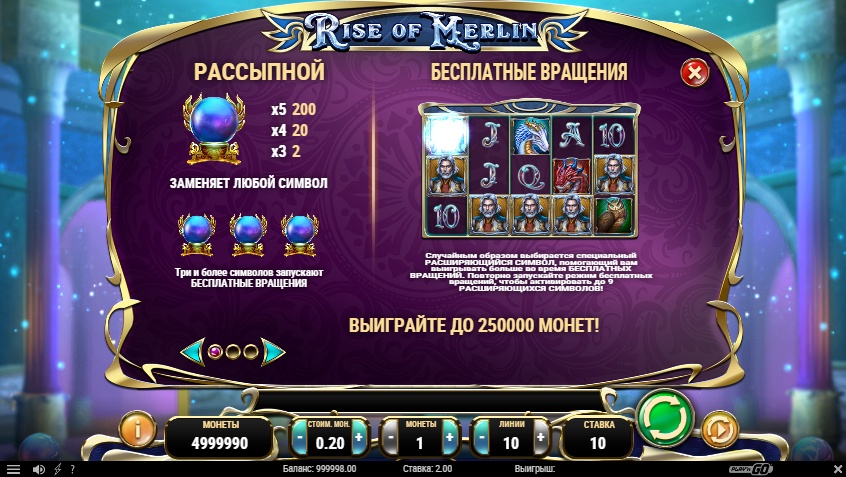 RISE OF MERLIN
РАССЫПНОЙ
x5 200
x4 20
x3 2
ЗАМЕНЯЕТ ЛЮБОЙ СИМВОЛ
Три и более символов запускают
БЕСПЛАТНЫЕ ВРАЩЕНИЯ
БЕСПЛАТНЫЕ ВРАЩЕНИЯ
J A 10
J Q
10
Случайным образом выбирается специальный
РАСШИРЯЮЩИЙСЯ СИМВОЛ, помогающий вам
выигрывать больше во время БЕСПЛАТНЫХ
ВРАЩЕНИЙ. Повторно запускайте режим бесплатных
вращений, чтобы активировать до 9
РАСШИРЯЮЩИХСЯ СИМВОЛОВ!
ВЫИГРАЙТЕ ДО 250000 МОНЕТ!
МОНЕТЫ
4999990
СТОИМ. МОН.
- 0.20 +
МОНЕТЫ
- 1 +
ЛИНИИ
- 10 +
СТАВКА
10
Баланс: 999998.00 Ставка: 2.00 Выигрыш:
PLAY'N GO